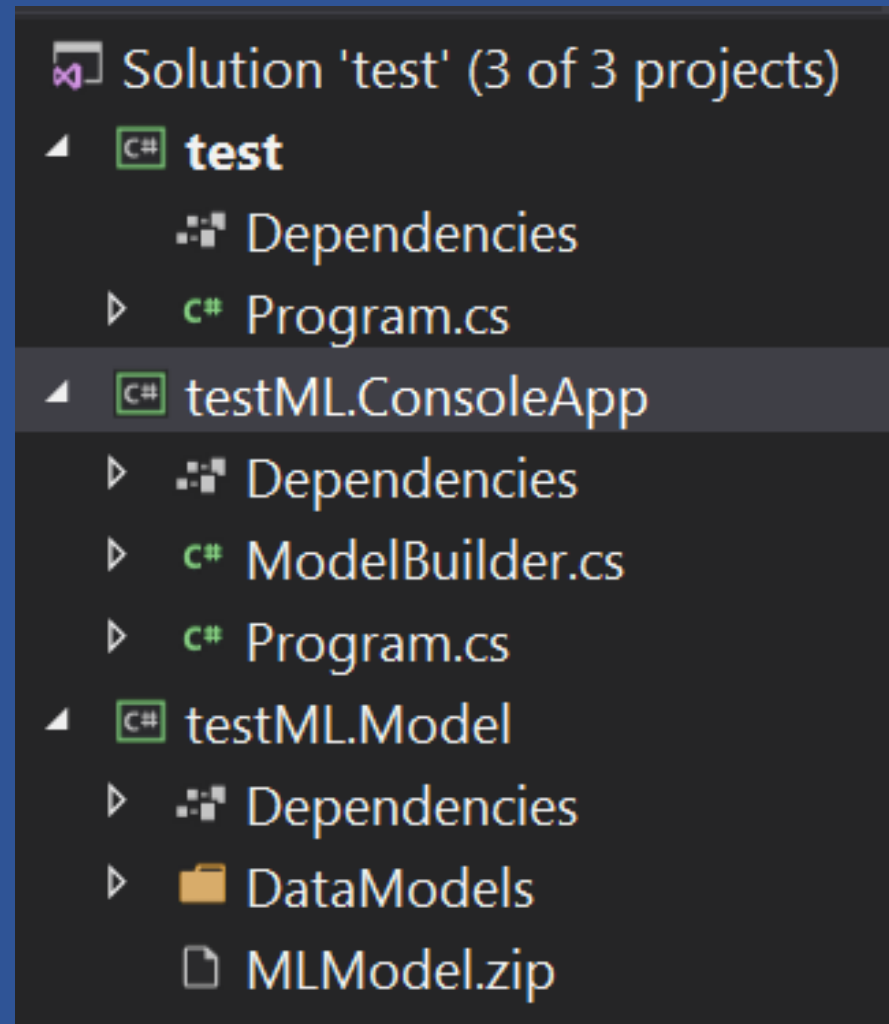 Solution 'test' (3 of 3 projects)
C# test
Dependencies
C# Program.cs
C# testML.ConsoleApp
Dependencies
C# ModelBuilder.cs
C# Program.cs
C# testML.Model
Dependencies
DataModels
MLModel.zip